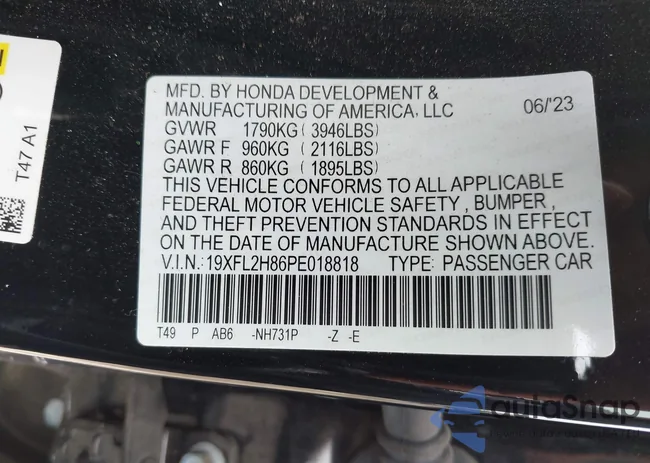 MFD. BY HONDA DEVELOPMENT &
MANUFACTURING OF AMERICA, LLC 06/'23
GVWR 1790KG ( 3946LBS)
GAWR F 960KG ( 2116LBS)
GAWR R 860KG ( 1895LBS)
THIS VEHICLE CONFORMS TO ALL APPLICABLE
FEDERAL MOTOR VEHICLE SAFETY , BUMPER ,
AND THEFT PREVENTION STANDARDS IN EFFECT
ON THE DATE OF MANUFACTURE SHOWN ABOVE.
V.I.N.: 19XFL2H86PE018818 TYPE: PASSENGER CAR
T49 P AB6 -NH731P -Z -E
T47 A1
autoSnap